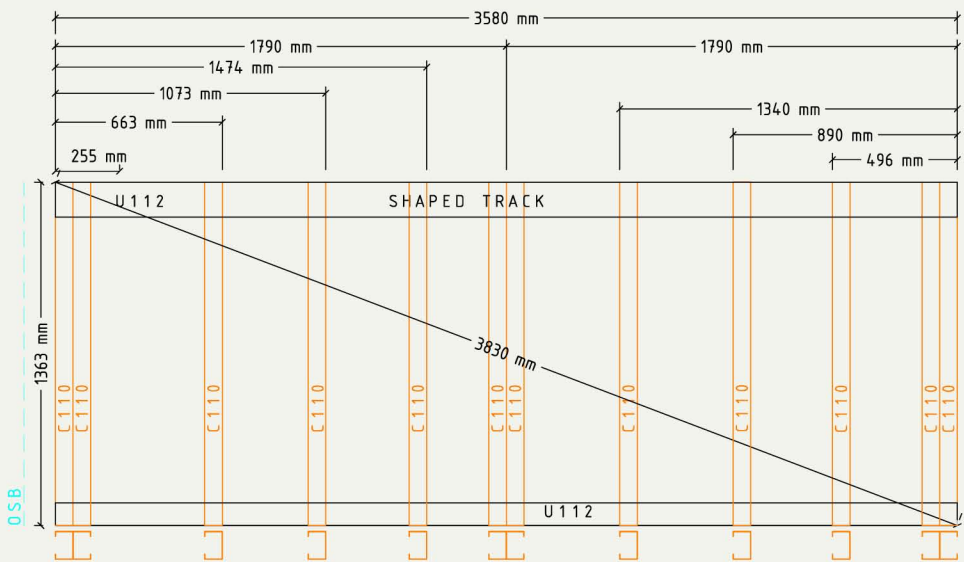 3580 mm
1790 mm
1790 mm
1474 mm
1073 mm
1340 mm
663 mm
890 mm
255 mm
496 mm
U112
SHAPED TRACK
1363 mm
3830 mm
C110
C110
C110
C110
C110
C110
C110
C110
C110
C110
C110
C110
OSB
U112